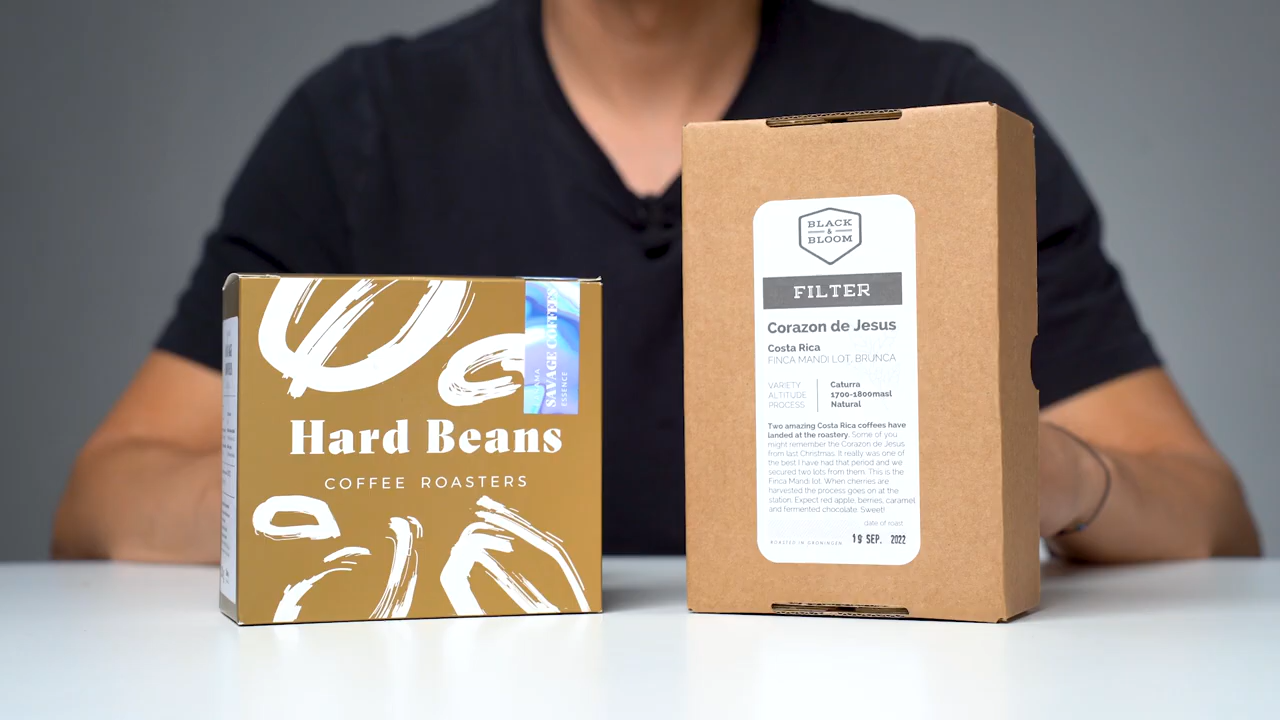 SAVAGE COFFEES
ESSENCE
Hard Beans
COFFEE ROASTERS
BLACK
&
BLOOM
FILTER
Corazon de Jesus
Costa Rica
FINCA MANDI LOT, BRUNCA
VARIETY Caturra
ALTITUDE 1700-1800masl
PROCESS Natural
Two amazing Costa Rica coffees have
landed at the roastery. Some of you
might remember the Corazon de Jesus
from last Christmas. It really was one of
the best I have had that period and we
secured two lots from them. This is the
Finca Mandi lot. When cherries are
harvested the process goes on at the
station. Expect red apple, berries, caramel
and fermented chocolate. Sweet!
date of roast:
ROASTED IN GRONINGEN 19 SEP. 2022